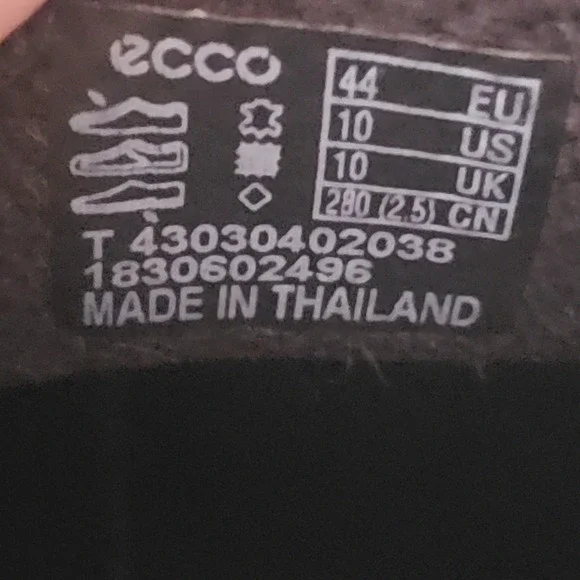 ecco
44 EU
10 US
10 UK
280 (2.5) CN
T 43030402038
1830602496
MADE IN THAILAND